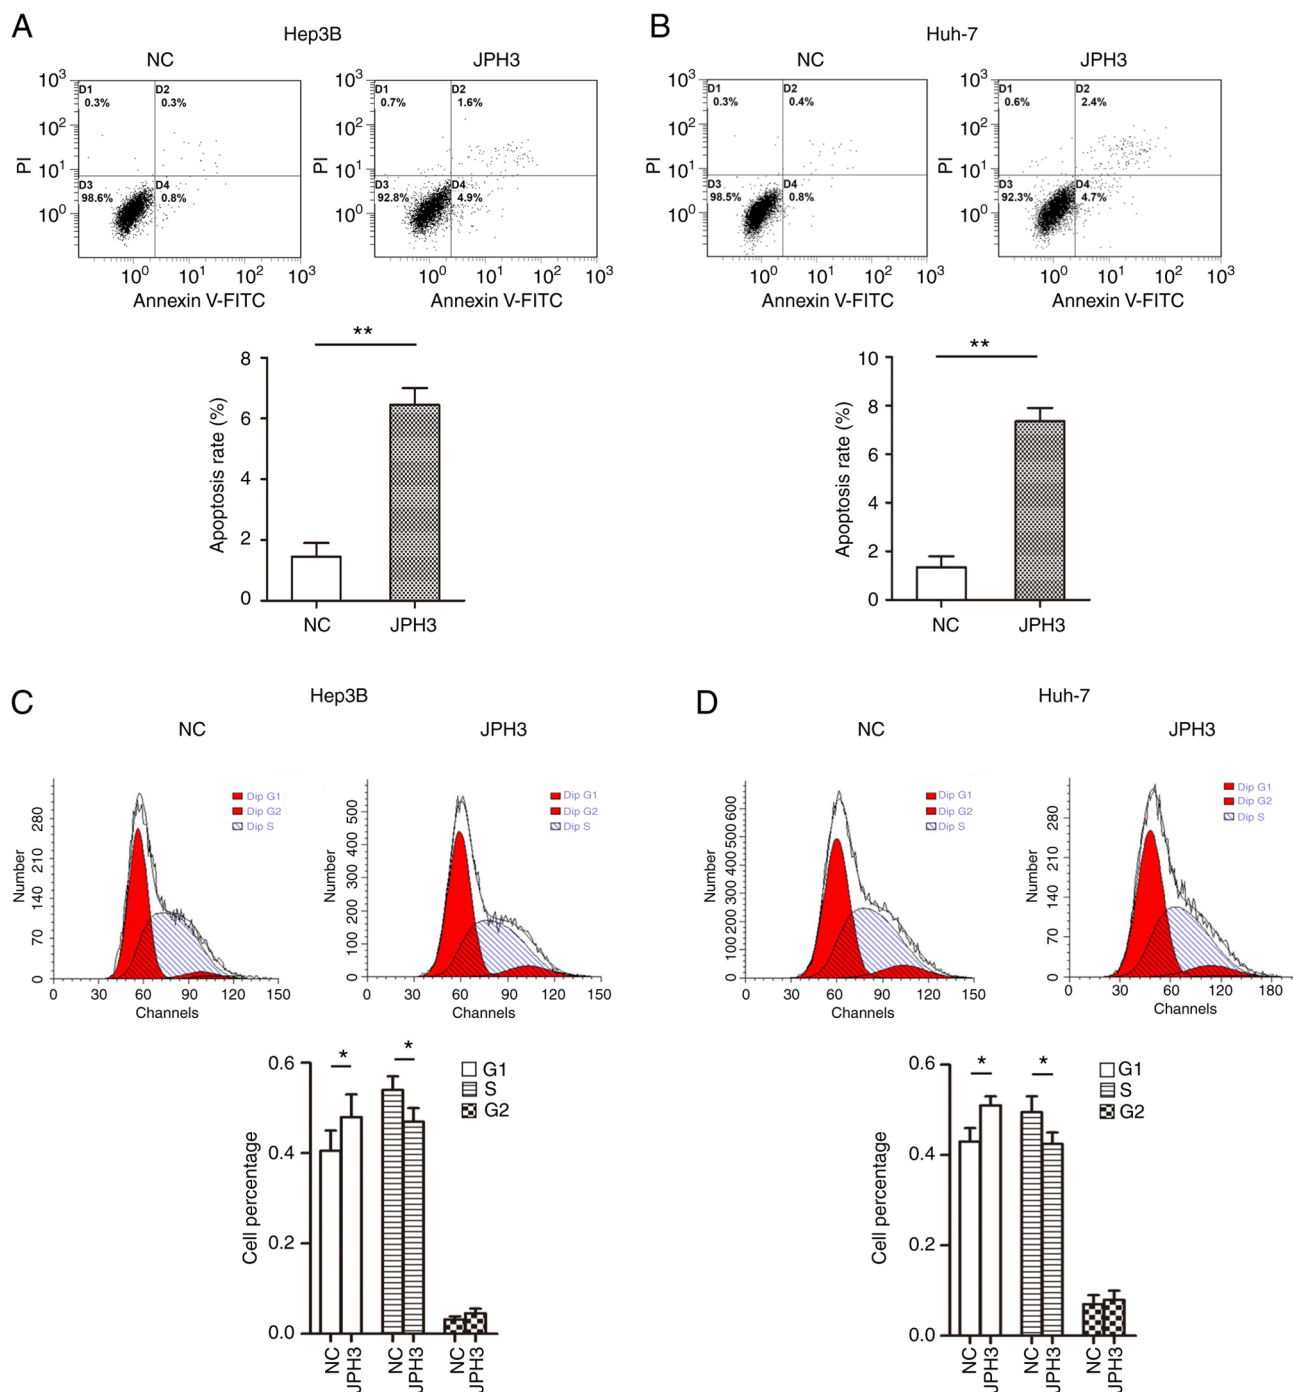 A
Hep3B
NC
JPH3
10³
10²
10¹
10⁰
PI
D1
0.3%
D2
0.3%
D3
98.6%
D4
0.8%
10⁰ 10¹ 10² 10³
Annexin V-FITC
10³
10²
10¹
10⁰
PI
D1
0.7%
D2
1.6%
D3
92.8%
D4
4.9%
10⁰ 10¹ 10² 10³
Annexin V-FITC
**
8
6
4
2
0
Apoptosis rate (%)
NC JPH3
B
Huh-7
NC
JPH3
10³
10²
10¹
10⁰
PI
D1
0.3%
D2
0.4%
D3
98.5%
D4
0.8%
10⁰ 10¹ 10² 10³
Annexin V-FITC
10³
10²
10¹
10⁰
PI
D1
0.6%
D2
2.4%
D3
92.3%
D4
4.7%
10⁰ 10¹ 10² 10³
Annexin V-FITC
**
10
8
6
4
2
0
Apoptosis rate (%)
NC JPH3
C
Hep3B
NC
JPH3
Number
280
210
140
70
0
Dip G1
Dip G2
Dip S
0 30 60 90 120 150
Channels
Number
500
400
300
200
100
0
Dip G1
Dip G2
Dip S
0 30 60 90 120 150
Channels
* *
G1
S
G2
Cell percentage
0.6
0.4
0.2
0.0
NC JPH3 NC JPH3 NC JPH3
D
Huh-7
NC
JPH3
Number
600
500
400
300
200
100
0
Dip G1
Dip G2
Dip S
0 30 60 90 120 150
Channels
Number
280
210
140
70
0
Dip G1
Dip G2
Dip S
0 30 60 90 120 180
Channels
* *
G1
S
G2
Cell percentage
0.6
0.4
0.2
0.0
NC JPH3 NC JPH3 NC JPH3